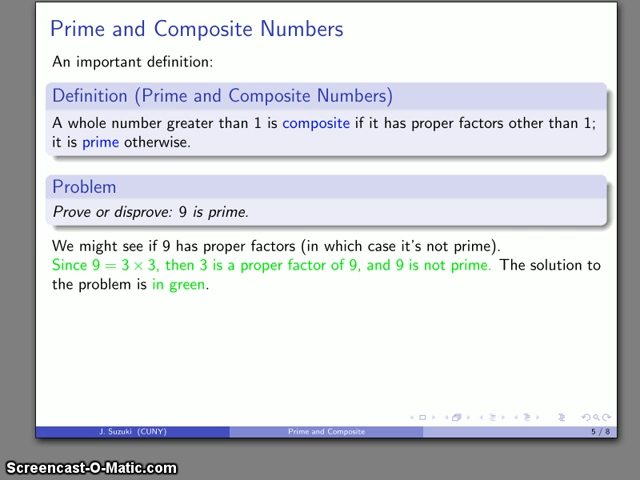 Prime and Composite Numbers
An important definition:
Definition (Prime and Composite Numbers)
A whole number greater than 1 is composite if it has proper factors other than 1;
it is prime otherwise.
Problem
Prove or disprove: 9 is prime.
We might see if 9 has proper factors (in which case it's not prime).
Since 9 = 3 × 3, then 3 is a proper factor of 9, and 9 is not prime. The solution to
the problem is in green.
J. Suzuki (CUNY) Prime and Composite 5 / 8
Screencast-O-Matic.com